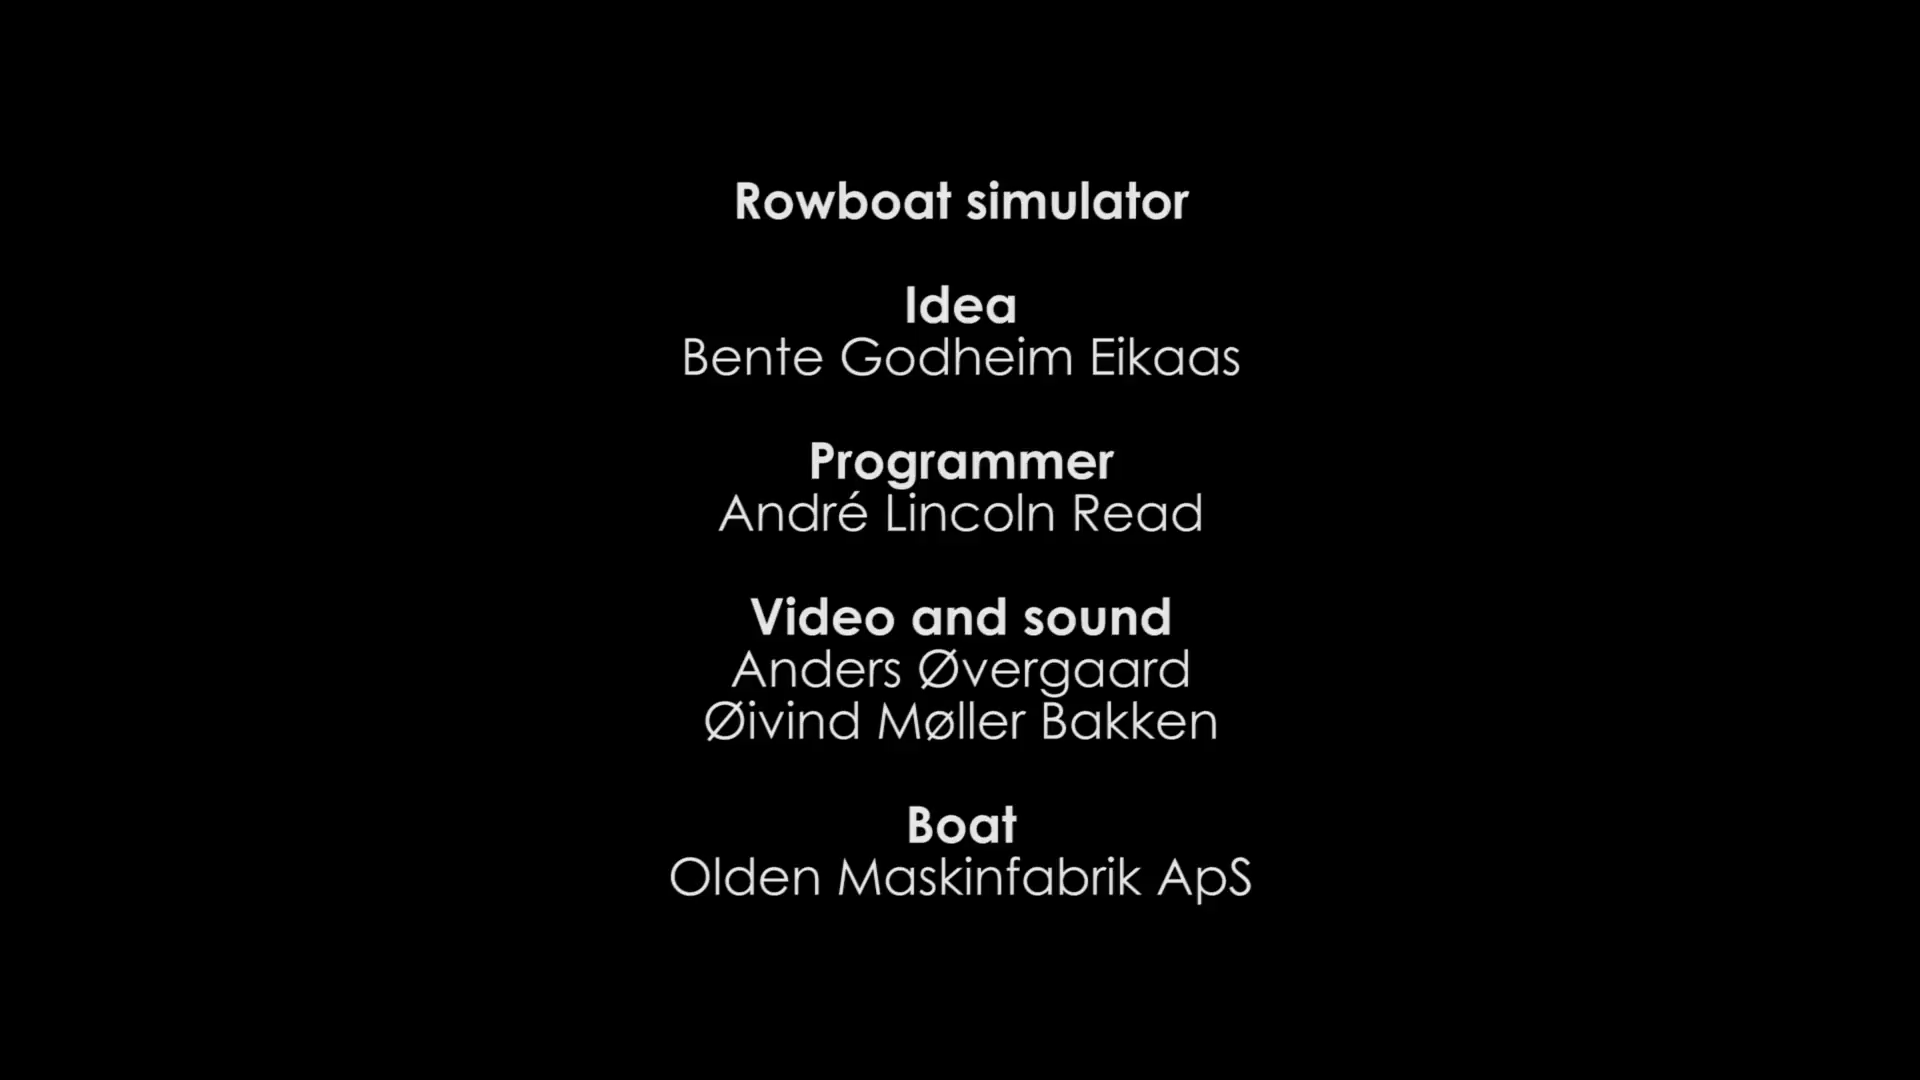 Rowboat simulator
Idea
Bente Godheim Eikaas
Programmer
André Lincoln Read
Video and sound
Anders Øvergaard
Øivind Møller Bakken
Boat
Olden Maskinfabrik ApS